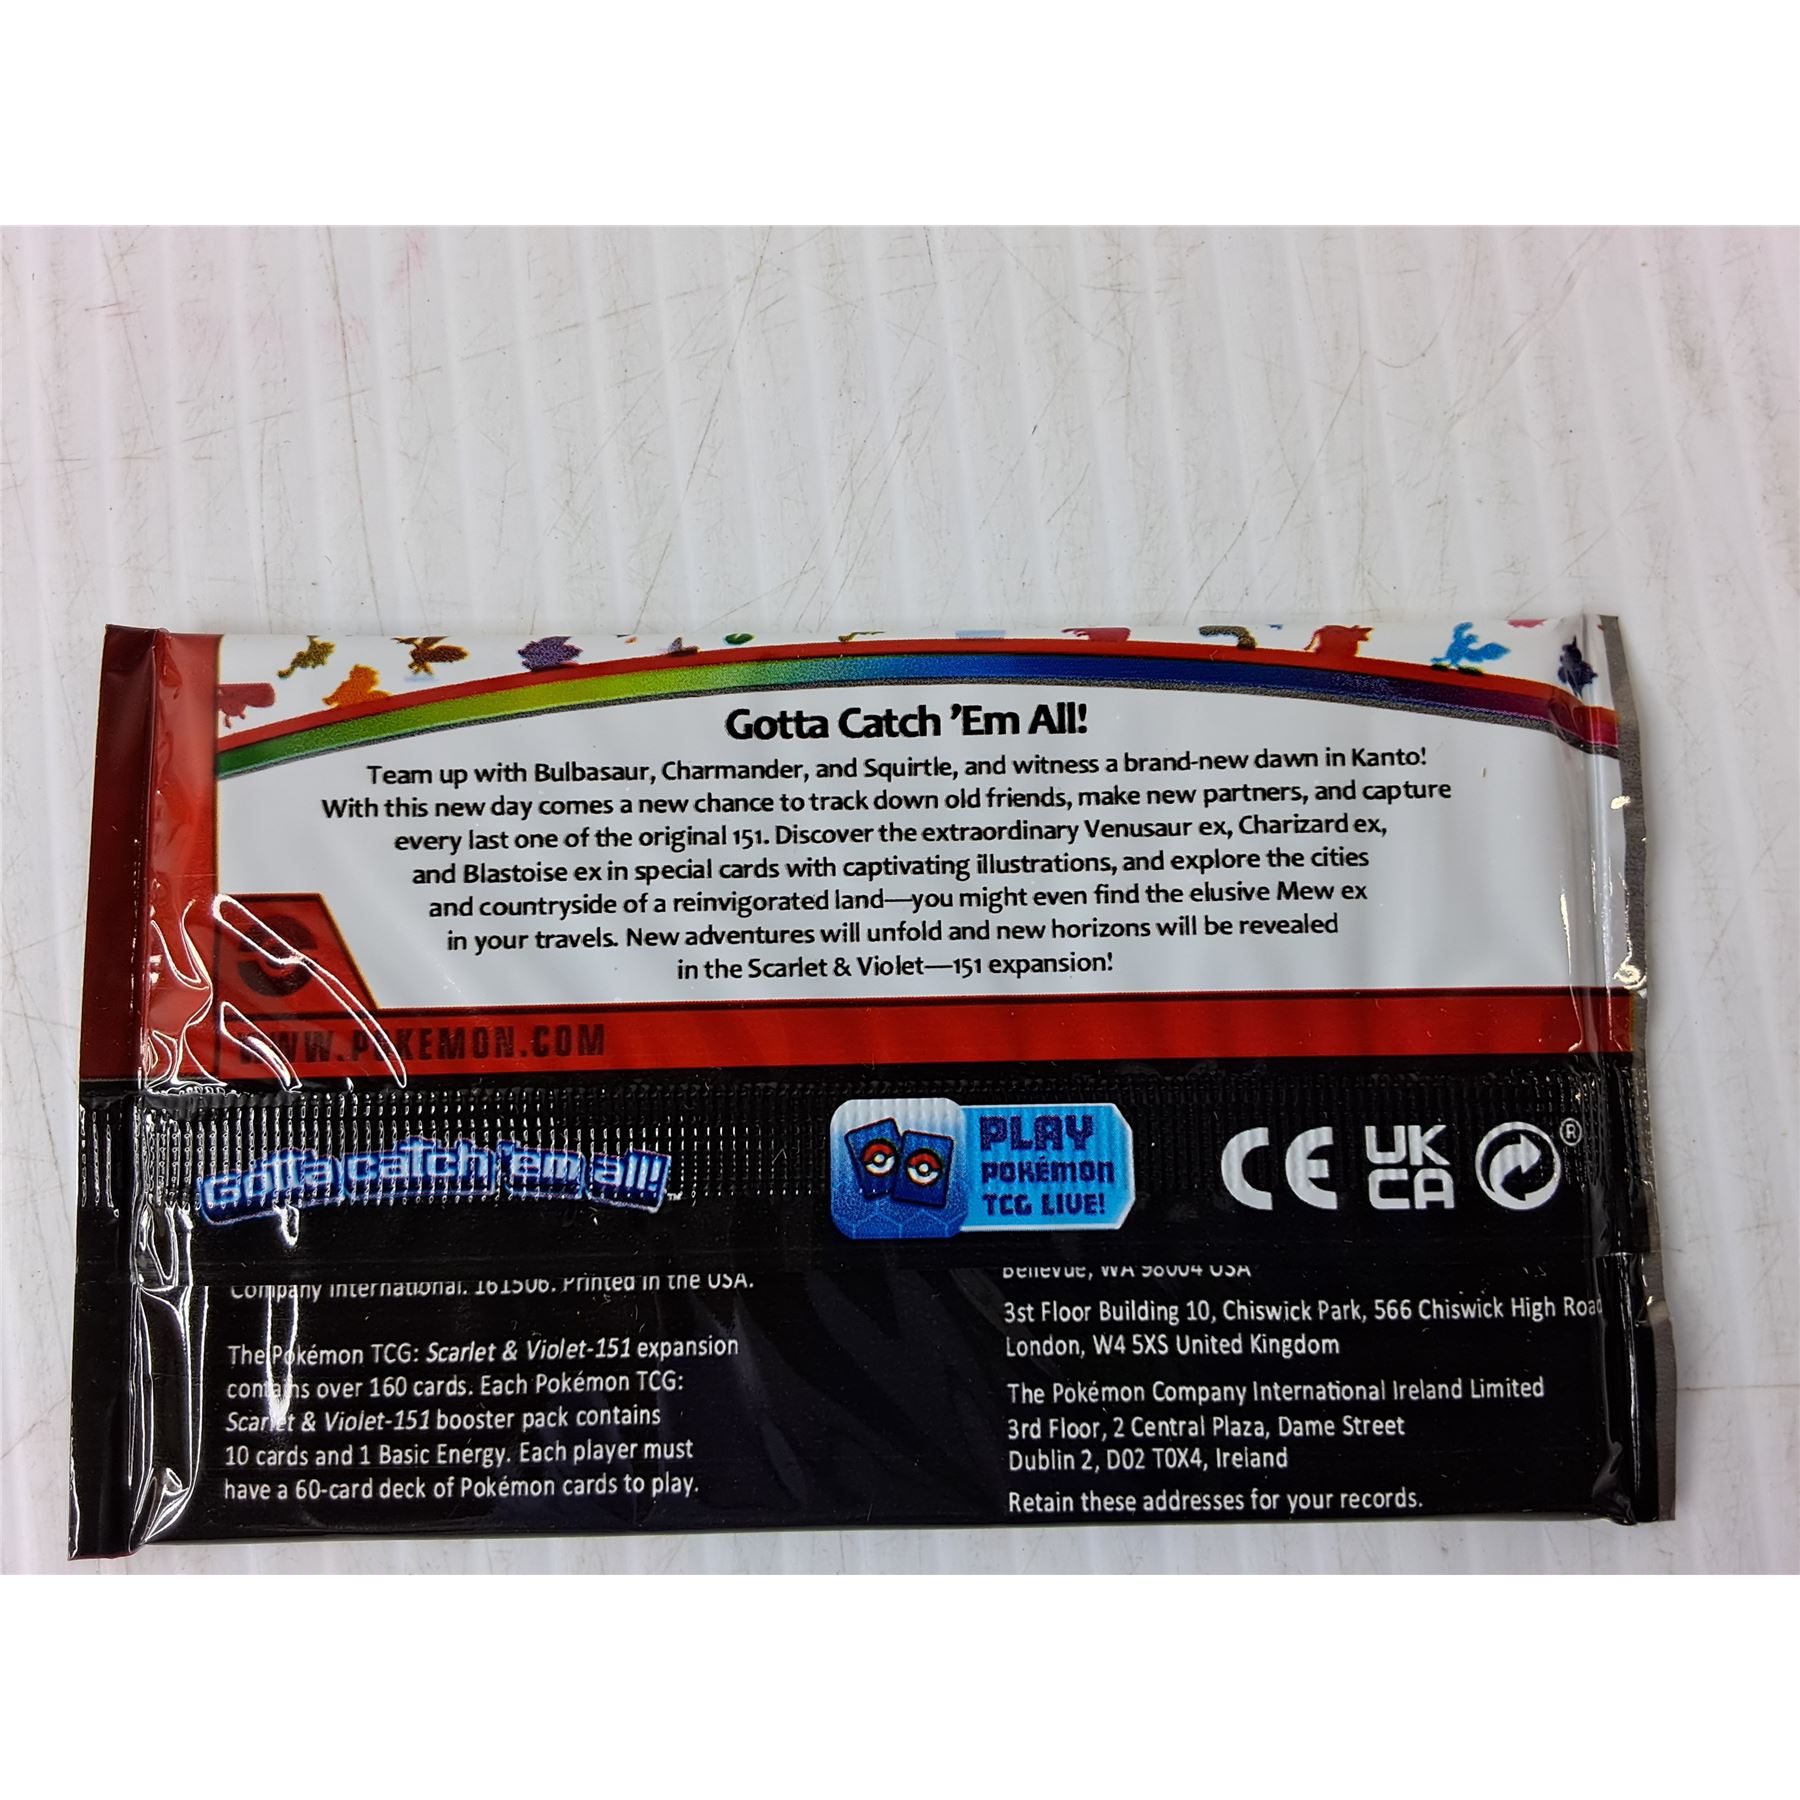 Gotta Catch 'Em All!
Team up with Bulbasaur, Charmander, and Squirtle, and witness a brand-new dawn in Kanto!
With this new day comes a new chance to track down old friends, make new partners, and capture
every last one of the original 151. Discover the extraordinary Venusaur ex, Charizard ex,
and Blastoise ex in special cards with captivating illustrations, and explore the cities
and countryside of a reinvigorated land—you might even find the elusive Mew ex
in your travels. New adventures will unfold and new horizons will be revealed
in the Scarlet & Violet—151 expansion!
WWW.POKEMON.COM
Gotta catch 'em all!™
PLAY
POKÉMON
TCG LIVE!
CE
UK
CA
®
Company International. 161506. Printed in the USA.
The Pokémon TCG: Scarlet & Violet-151 expansion
contains over 160 cards. Each Pokémon TCG:
Scarlet & Violet-151 booster pack contains
10 cards and 1 Basic Energy. Each player must
have a 60-card deck of Pokémon cards to play.
Bellevue, WA 98004 USA
3st Floor Building 10, Chiswick Park, 566 Chiswick High Road
London, W4 5XS United Kingdom
The Pokémon Company International Ireland Limited
3rd Floor, 2 Central Plaza, Dame Street
Dublin 2, D02 T0X4, Ireland
Retain these addresses for your records.